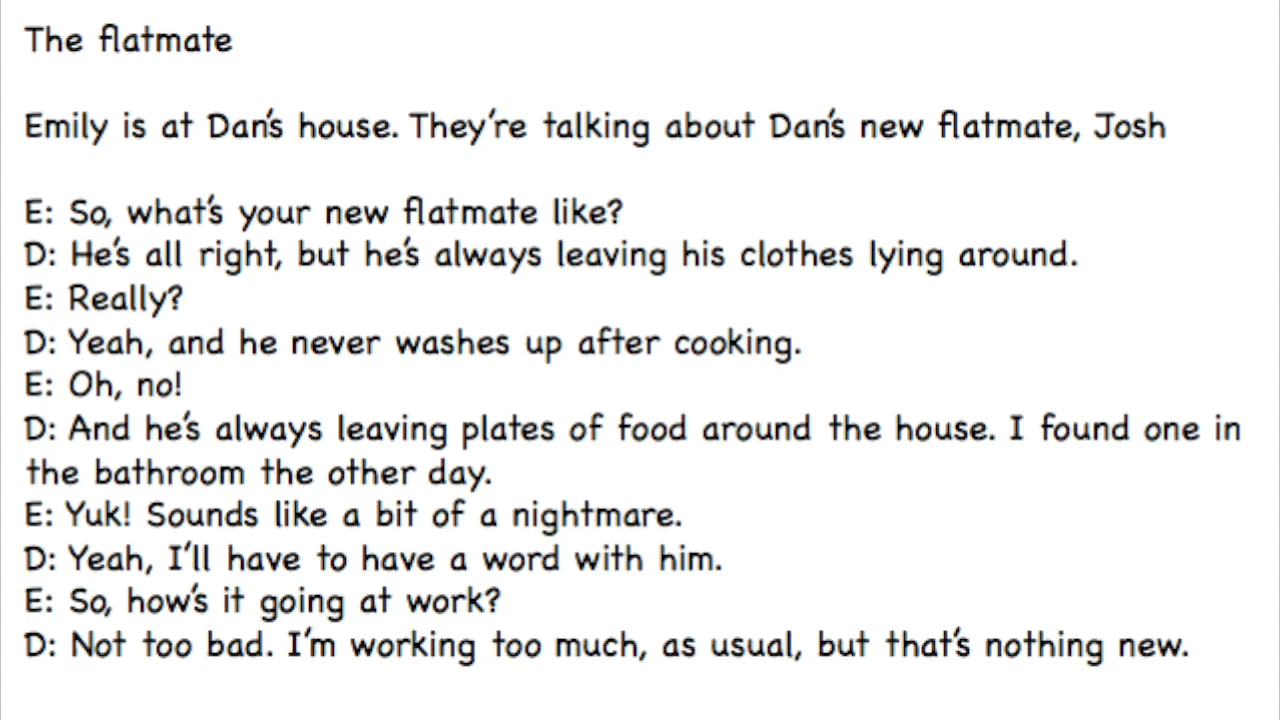 The flatmate
Emily is at Dan's house. They're talking about Dan's new flatmate, Josh
E: So, what's your new flatmate like?
D: He's all right, but he's always leaving his clothes lying around.
E: Really?
D: Yeah, and he never washes up after cooking.
E: Oh, no!
D: And he's always leaving plates of food around the house. I found one in
the bathroom the other day.
E: Yuk! Sounds like a bit of a nightmare.
D: Yeah, I'll have to have a word with him.
E: So, how's it going at work?
D: Not too bad. I'm working too much, as usual, but that's nothing new.